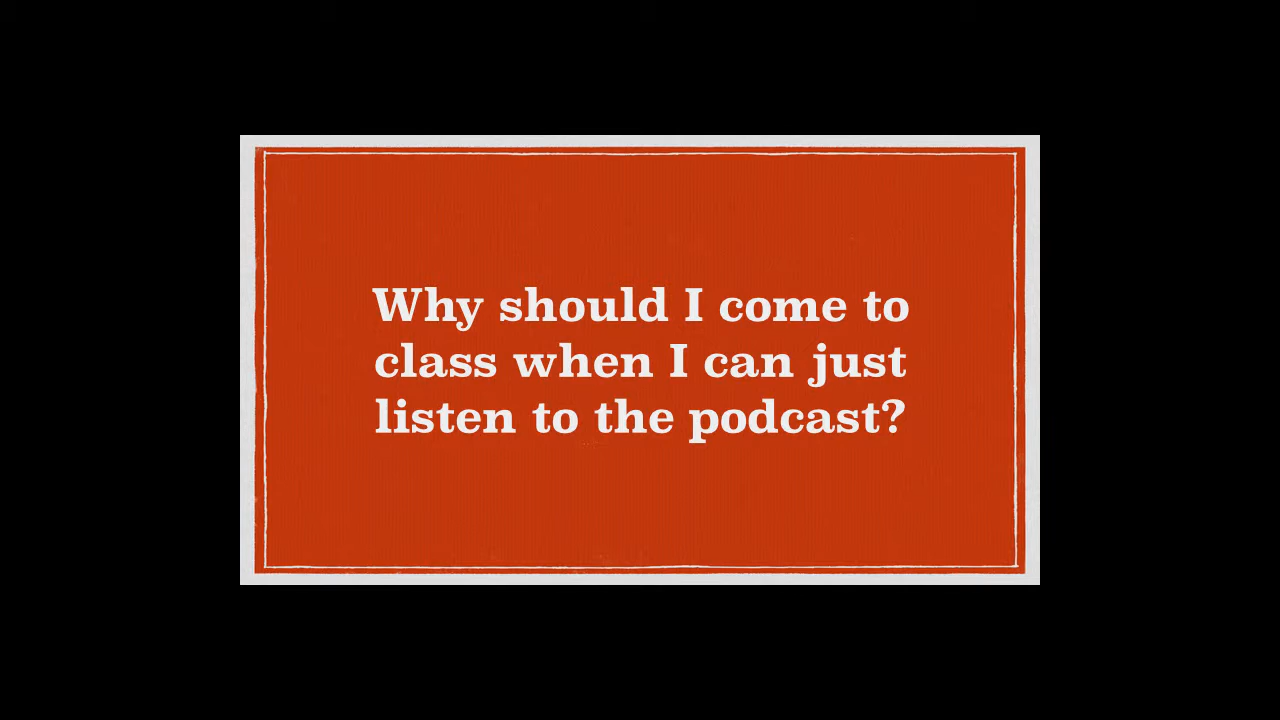 Why should I come to
class when I can just
listen to the podcast?